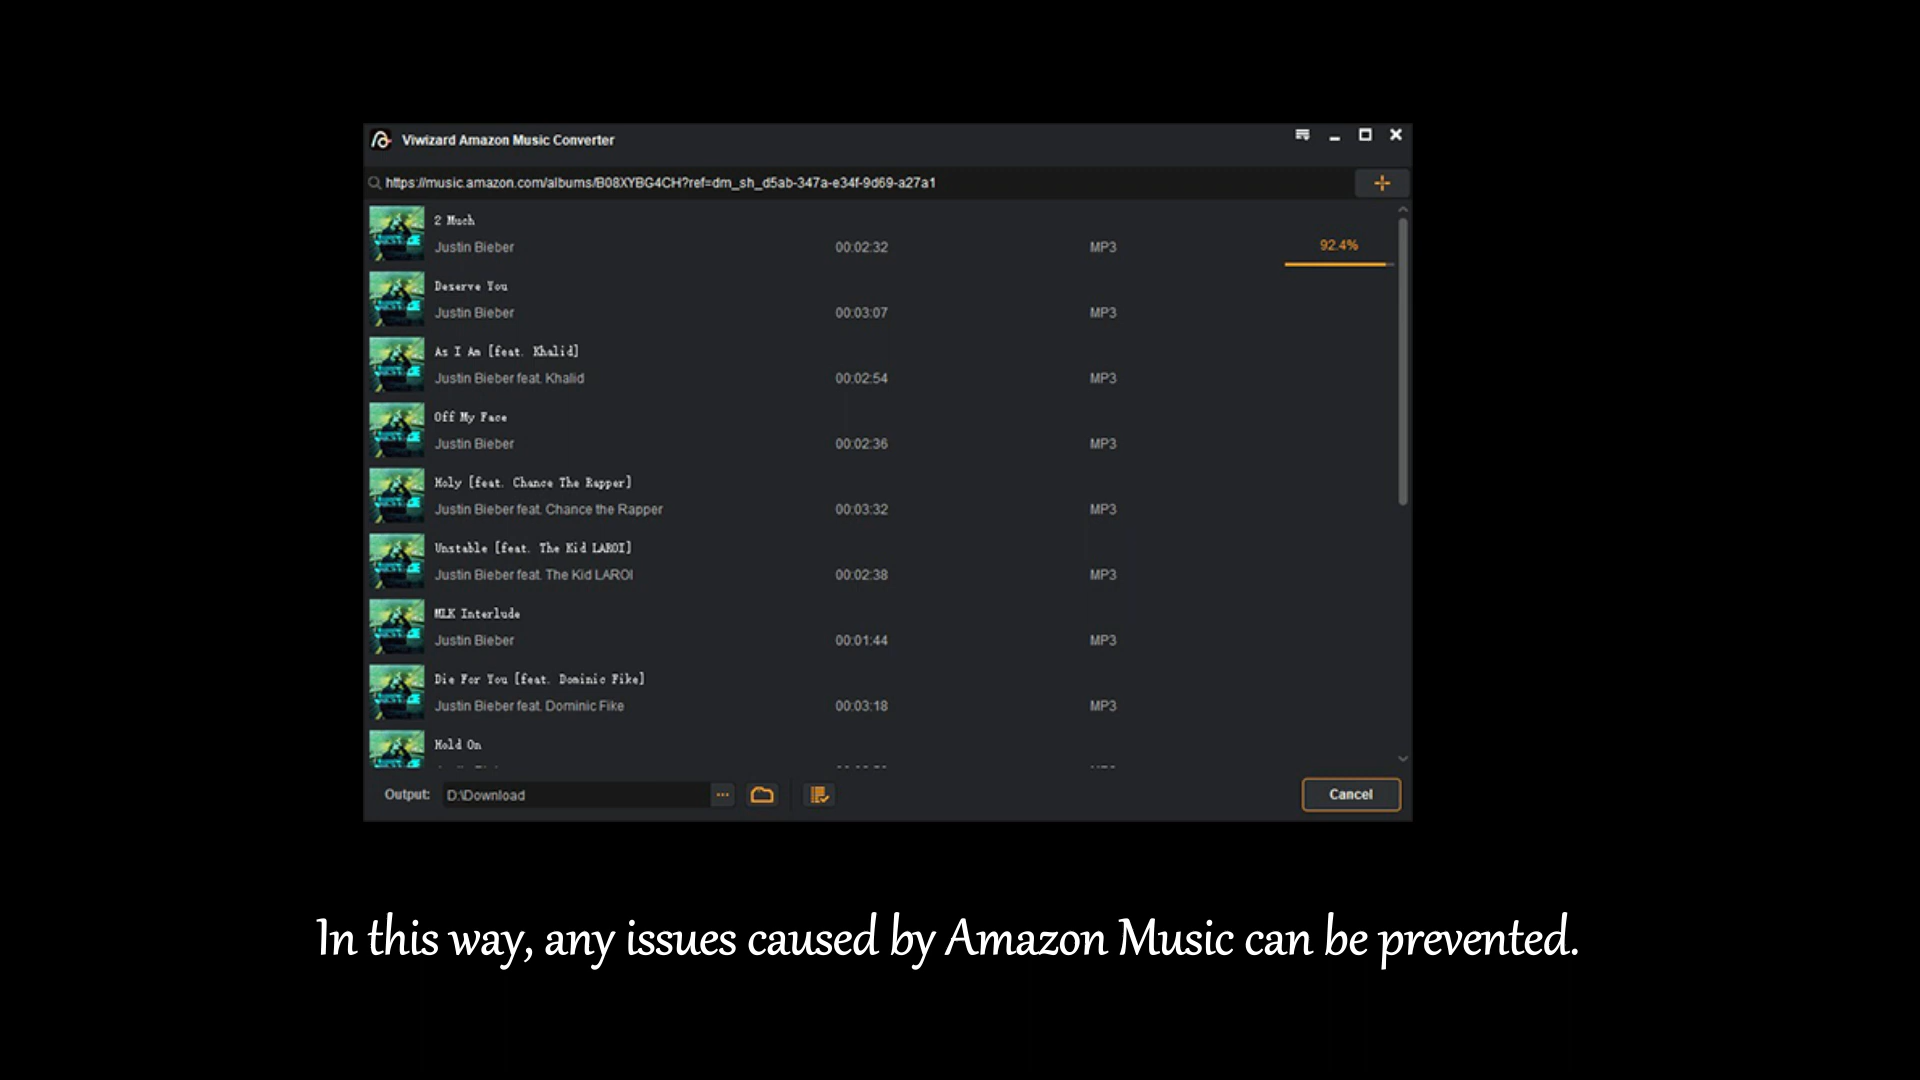 Viwizard Amazon Music Converter
https://music.amazon.com/albums/B08XYBG4CH?ref=dm_sh_d5ab-347a-e34f-9d69-a27a1
2 Much
Justin Bieber 00:02:32 MP3 92.4%
Deserve You
Justin Bieber 00:03:07 MP3
As I Am [feat. Khalid]
Justin Bieber feat. Khalid 00:02:54 MP3
Off My Face
Justin Bieber 00:02:36 MP3
Holy [feat. Chance The Rapper]
Justin Bieber feat. Chance the Rapper 00:03:32 MP3
Unstable [feat. The Kid LAROI]
Justin Bieber feat. The Kid LAROI 00:02:38 MP3
MLK Interlude
Justin Bieber 00:01:44 MP3
Die For You [feat. Dominic Fike]
Justin Bieber feat. Dominic Fike 00:03:18 MP3
Hold On
Output: D:\Download ... Cancel
In this way, any issues caused by Amazon Music can be prevented.